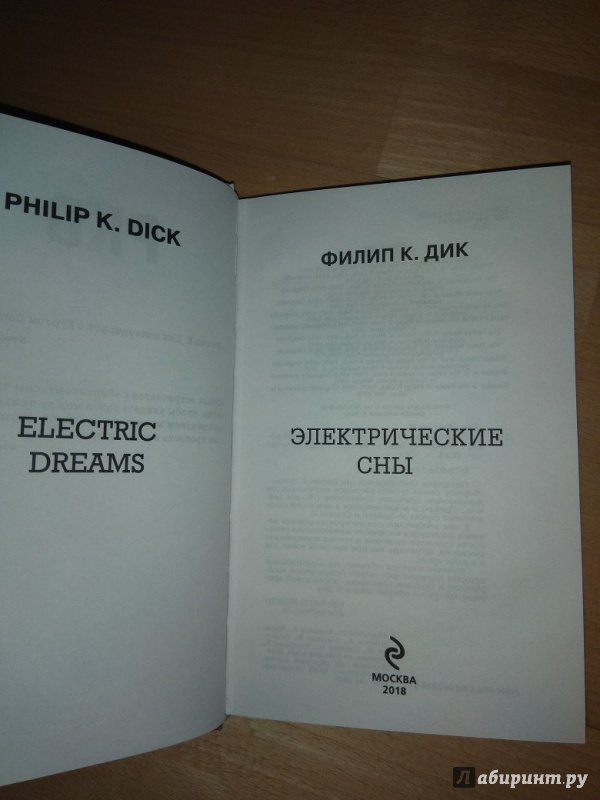 PHILIP K. DICK
ELECTRIC
DREAMS
ФИЛИП К. ДИК
ЭЛЕКТРИЧЕСКИЕ
СНЫ
МОСКВА
2018
Лабиринт.ру